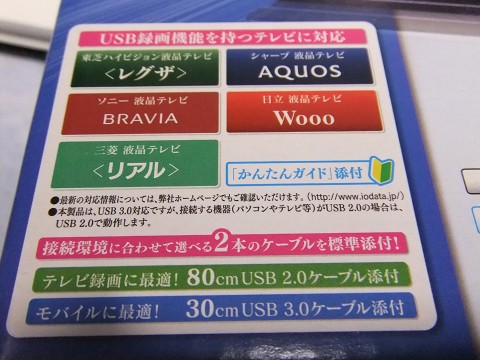 USB録画機能を持つテレビに対応
東芝ハイビジョン液晶テレビ
<レグザ>
シャープ 液晶テレビ
AQUOS
ソニー 液晶テレビ
BRAVIA
日立 液晶テレビ
Wooo
三菱 液晶テレビ
<リアル>
「かんたんガイド」添付
●最新の対応情報については、弊社ホームページでもご確認いただけます。(http://www.iodata.jp/)
●本製品は、USB 3.0対応ですが、接続する機器(パソコンやテレビ等)がUSB 2.0の場合は、
USB 2.0で動作します。
接続環境に合わせて選べる2本のケーブルを標準添付!
テレビ録画に最適! 80cm USB 2.0ケーブル添付
モバイルに最適! 30cm USB 3.0ケーブル添付